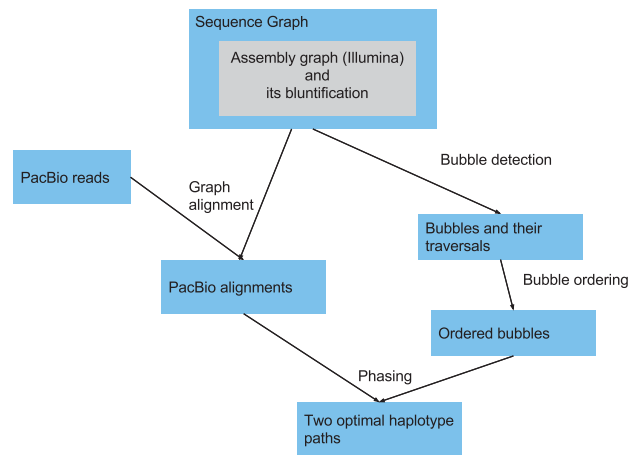 Sequence Graph
Assembly graph (Illumina)
and
its bluntification
Bubble detection
PacBio reads
Graph
alignment
Bubbles and their
traversals
PacBio alignments
Bubble ordering
Ordered bubbles
Phasing
Two optimal haplotype
paths